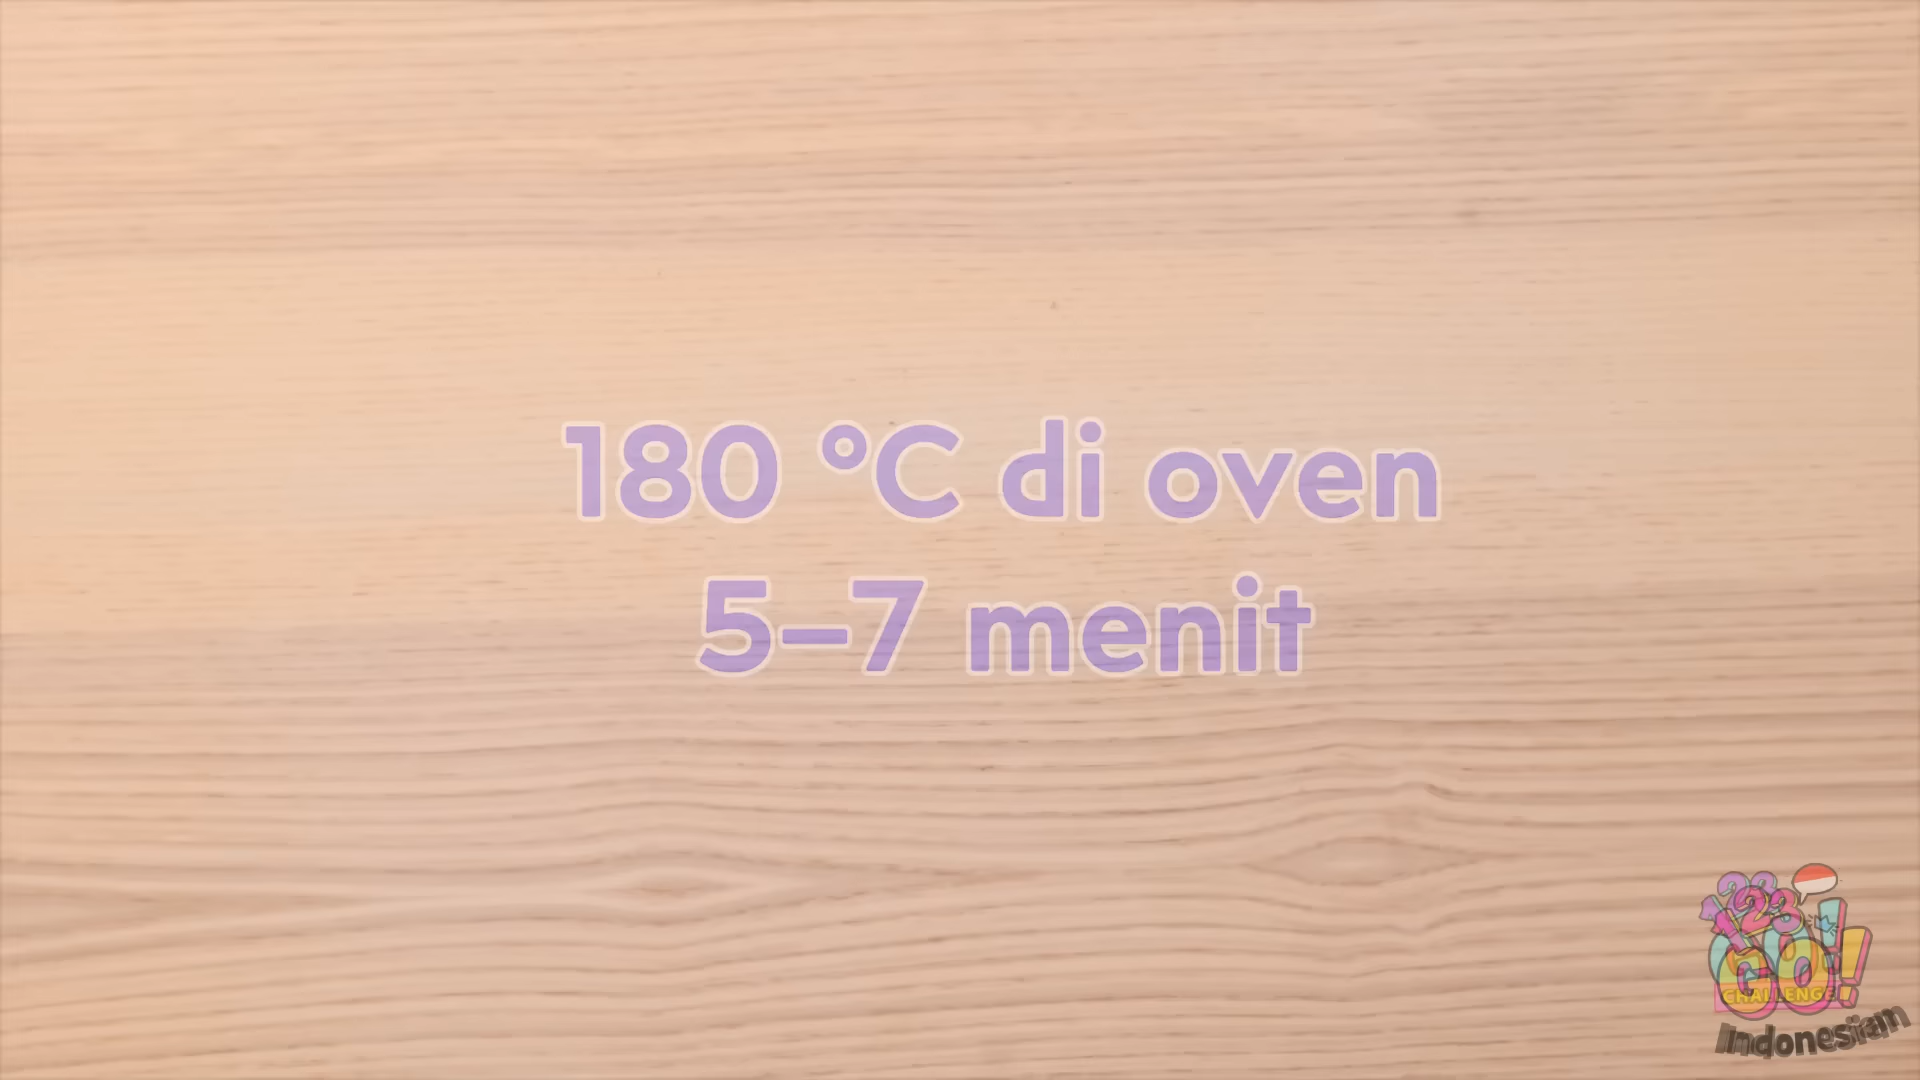 180 °C di oven
5–7 menit
123
GO!
CHALLENGE
Indonesian